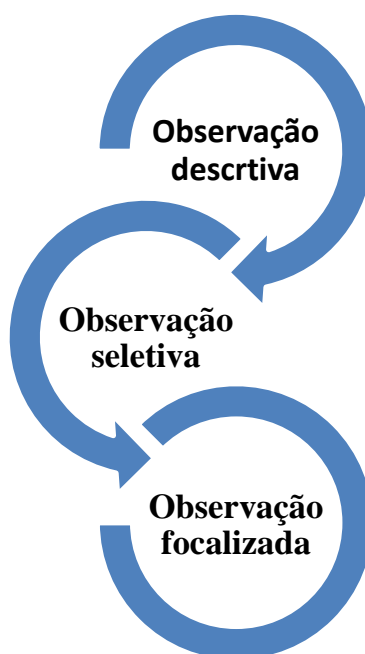 Observação
descrtiva
Observação
seletiva
Observação
focalizada